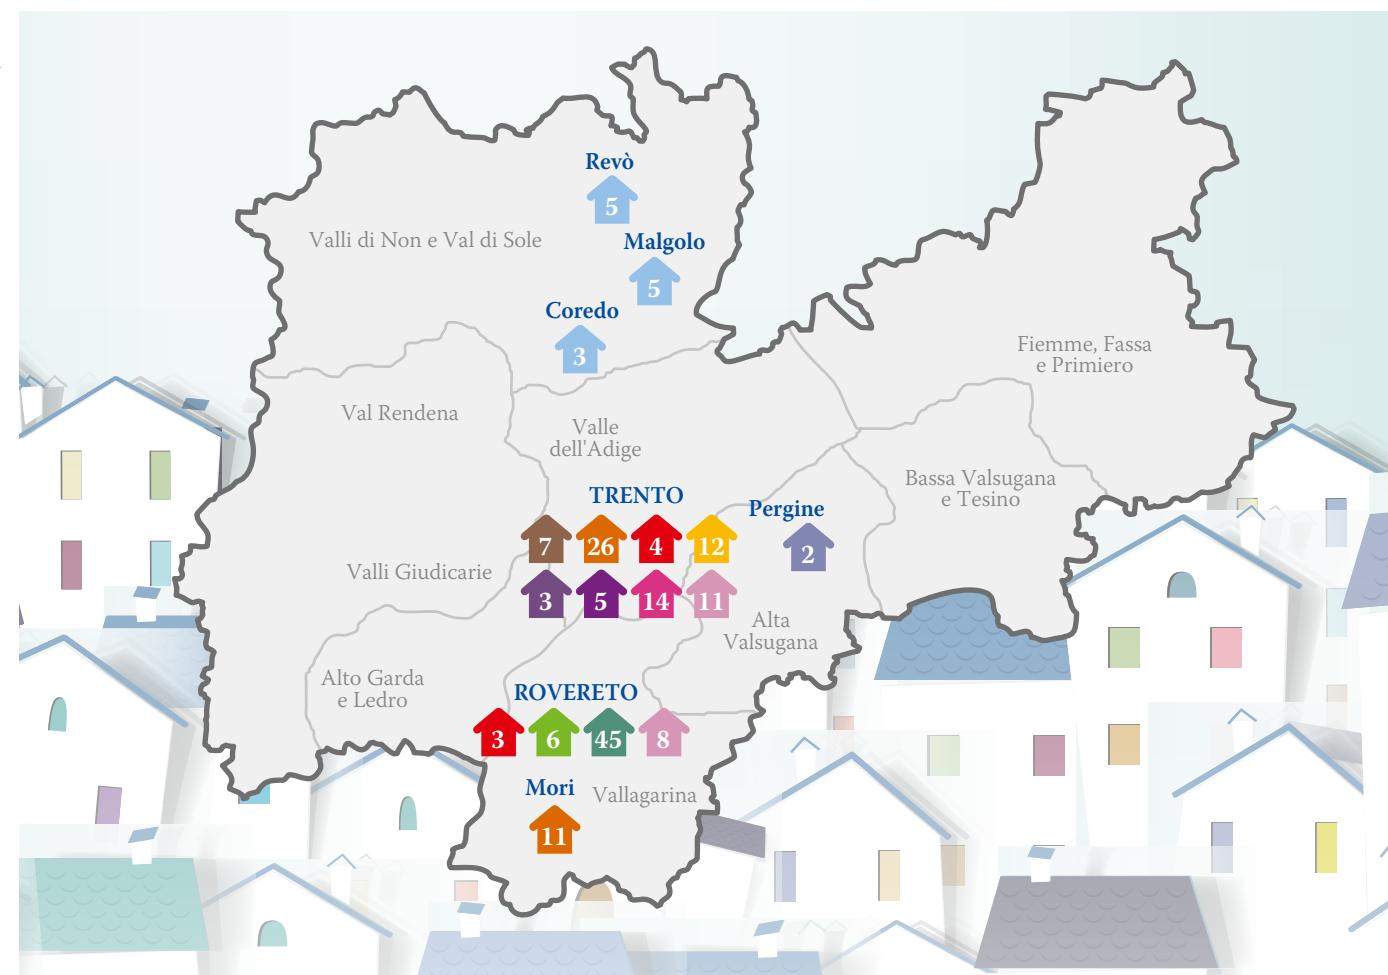 Revò
5
Valli di Non e Val di Sole
Malgolo
5
Coredo
3
Fiemme, Fassa
e Primiero
Val Rendena
Valle
dell'Adige
Bassa Valsugana
e Tesino
TRENTO
7 26 4 12
3 5 14 11
Pergine
2
Valli Giudicarie
Alta
Valsugana
Alto Garda
e Ledro
ROVERETO
3 6 45 8
Mori
11
Vallagarina